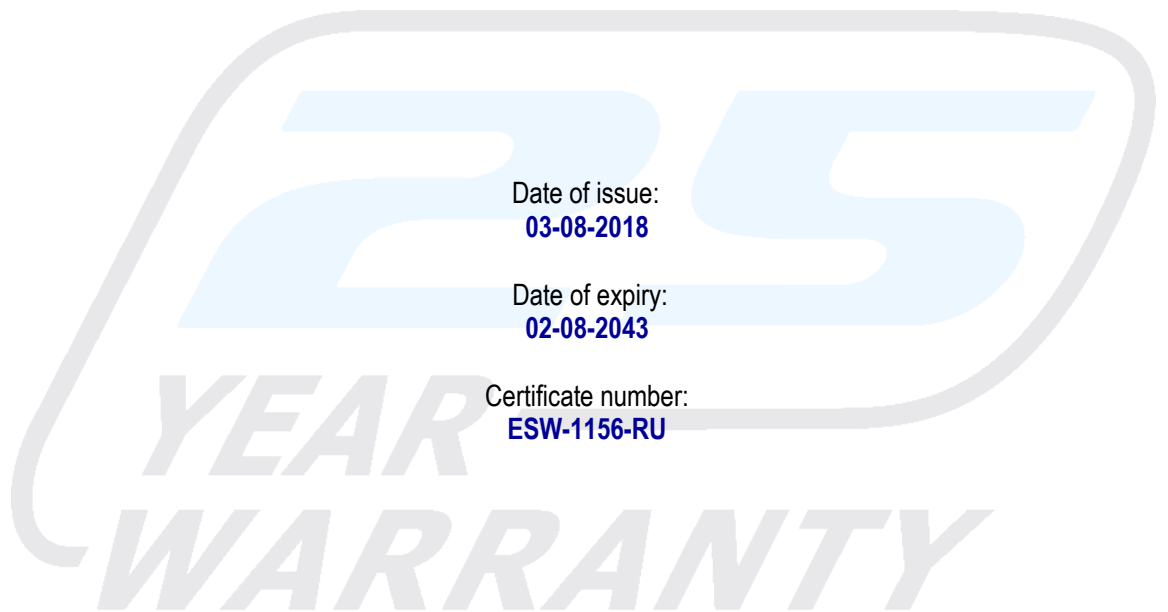 25
Date of issue:
03-08-2018
Date of expiry:
02-08-2043
Certificate number:
ESW-1156-RU
YEAR
WARRANTY